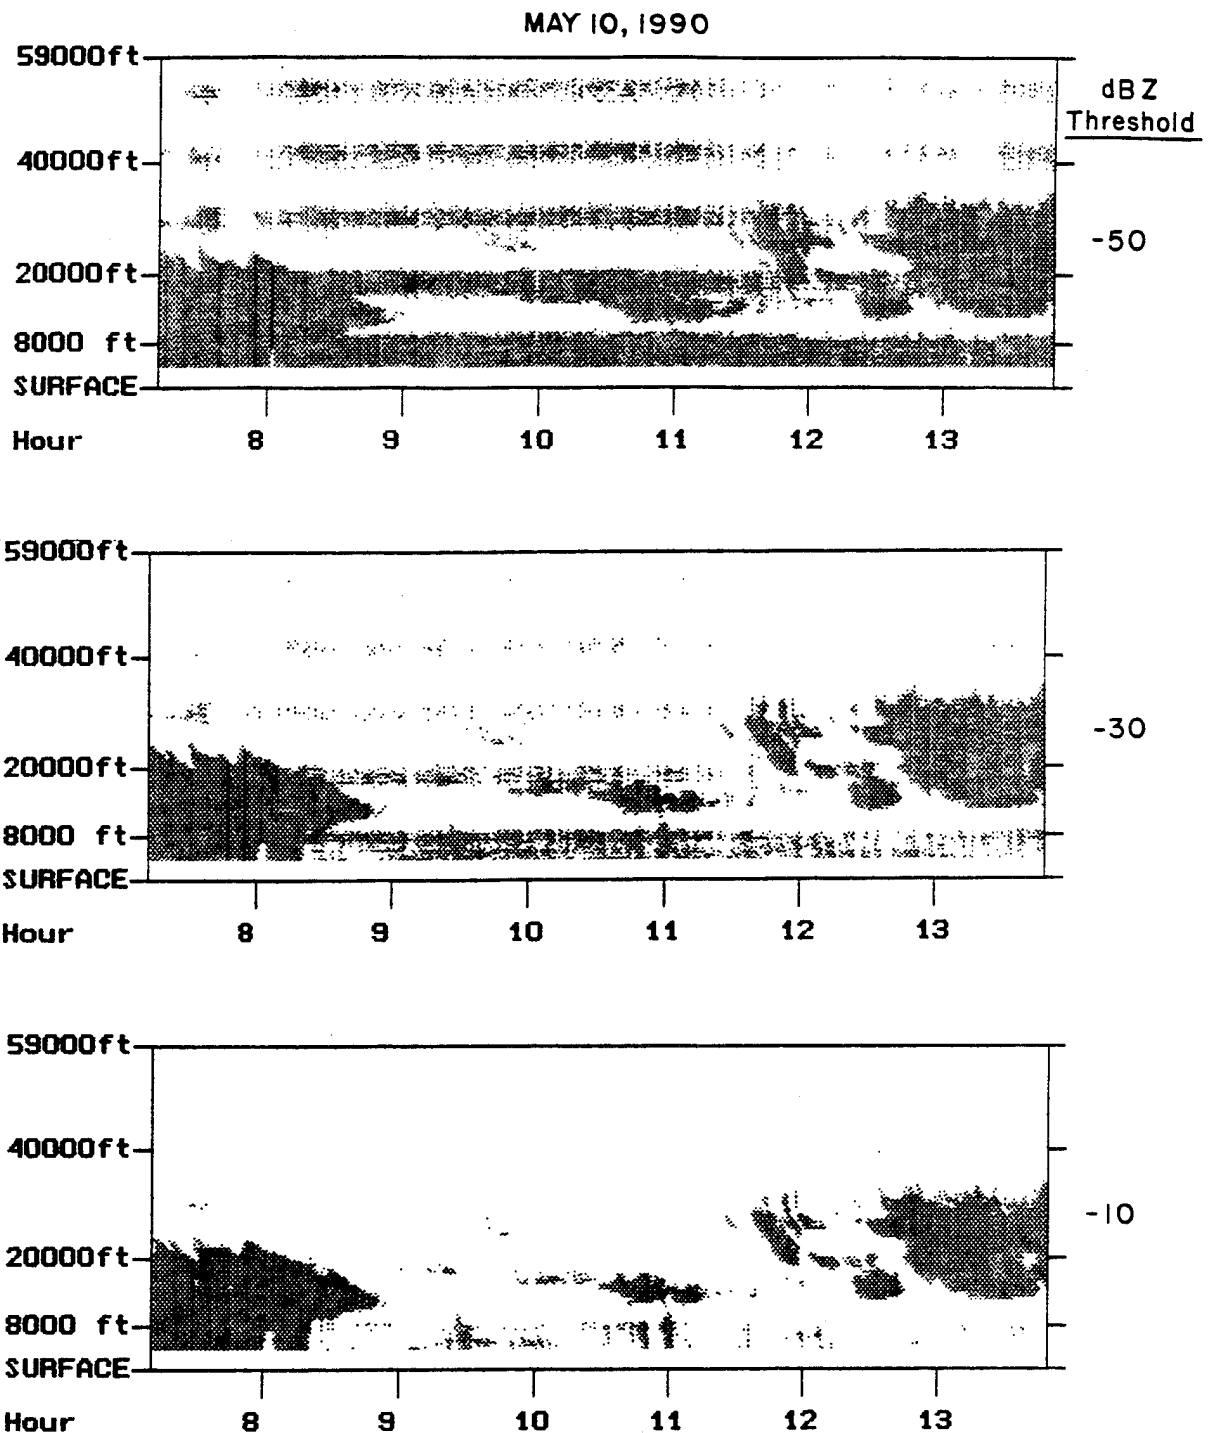 MAY 10, 1990
59000ft
dBZ
Threshold
40000ft
-50
20000ft
8000 ft
SURFACE
Hour 8 9 10 11 12 13
59000ft
40000ft
-30
20000ft
8000 ft
SURFACE
Hour 8 9 10 11 12 13
59000ft
40000ft
-10
20000ft
8000 ft
SURFACE
Hour 8 9 10 11 12 13